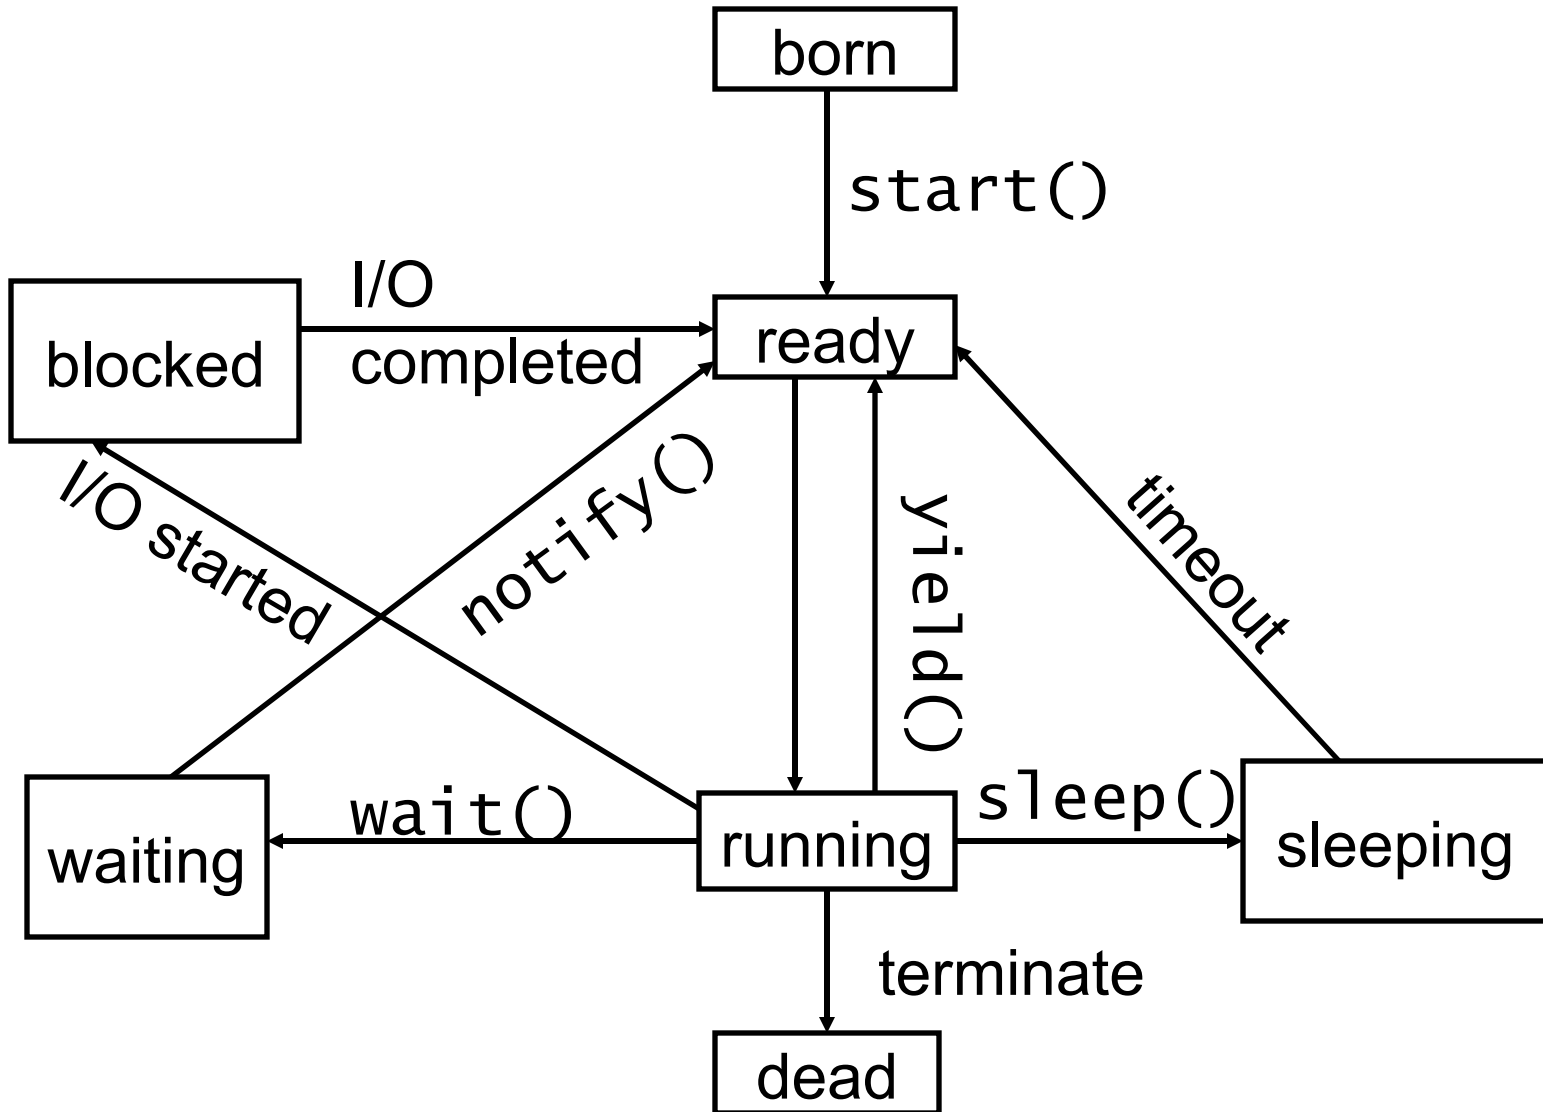 born
start()
I/O
completed
blocked
ready
I/O started
notify()
yield()
timeout
waiting
wait()
running
sleep()
sleeping
terminate
dead